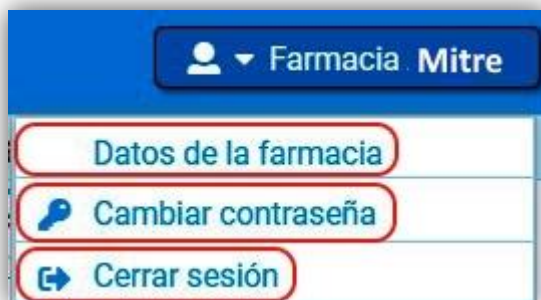 Farmacia Mitre
Datos de la farmacia
Cambiar contraseña
Cerrar sesión